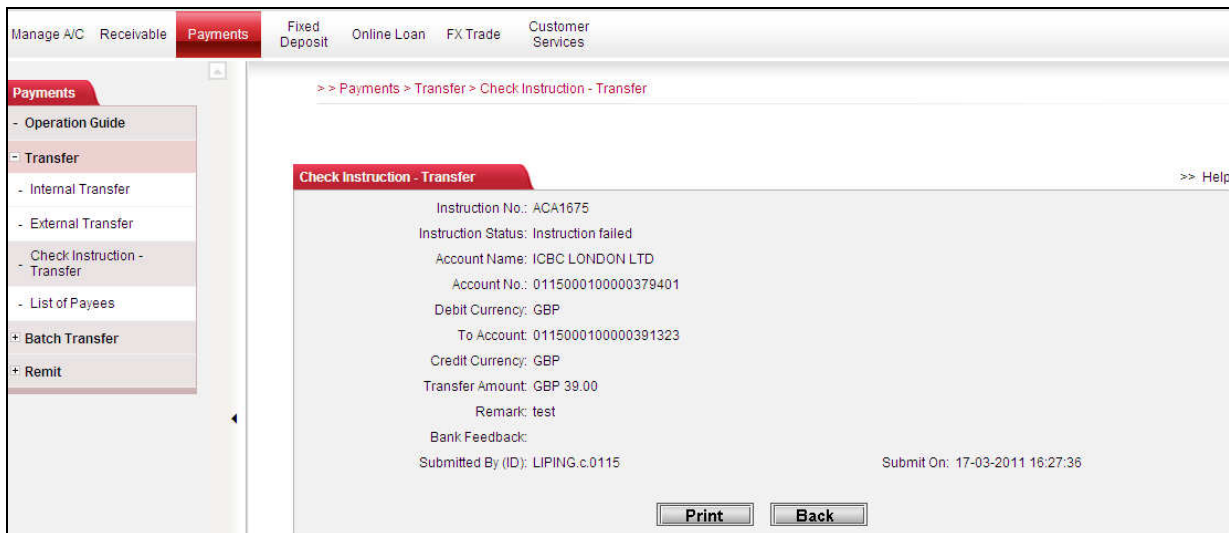 Manage A/C Receivable Payments Fixed Deposit Online Loan FX Trade Customer Services
Payments
- Operation Guide
- Transfer
- Internal Transfer
- External Transfer
- Check Instruction -
Transfer
- List of Payees
+ Batch Transfer
+ Remit
> > Payments > Transfer > Check Instruction - Transfer
Check Instruction - Transfer >> Help
Instruction No.: ACA1675
Instruction Status: Instruction failed
Account Name: ICBC LONDON LTD
Account No.: 0115000100000379401
Debit Currency: GBP
To Account: 0115000100000391323
Credit Currency: GBP
Transfer Amount: GBP 39.00
Remark: test
Bank Feedback:
Submitted By (ID): LIPING.c.0115 Submit On: 17-03-2011 16:27:36
Print Back